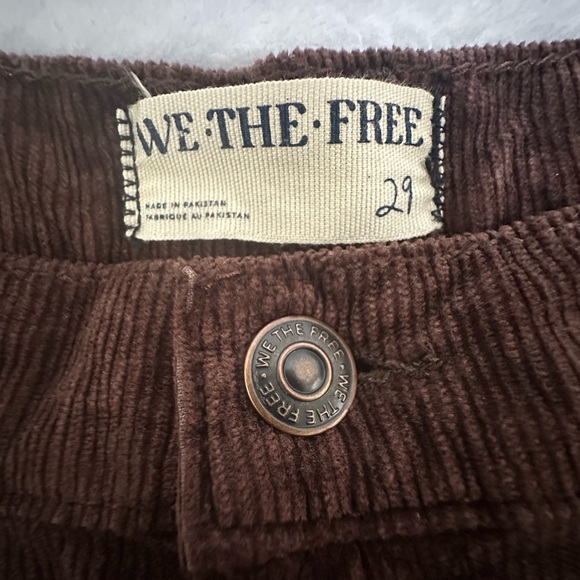 WE · THE · FREE
29
MADE IN PAKISTAN
FABRIQUÉ AU PAKISTAN
WE THE FREE · WE THE FREE ·